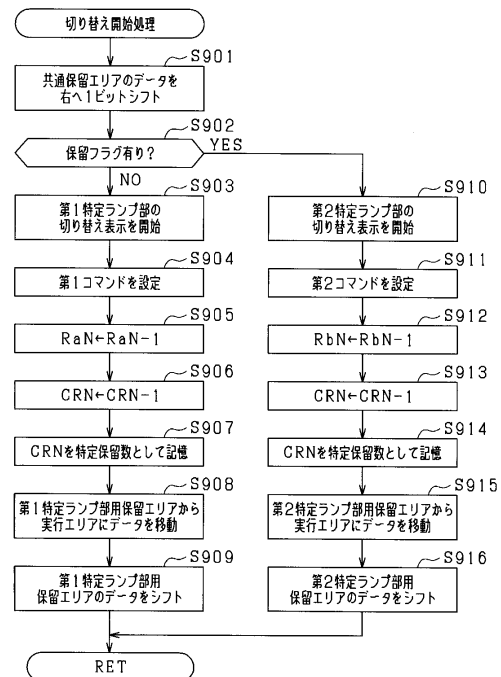 切り替え開始処理
S901
共通保留エリアのデータを
右へ1ビットシフト
S902
保留フラグ有り?
YES
NO
S903
第1特定ランプ部の
切り替え表示を開始
S904
第1コマンドを設定
S905
RaN←RaN-1
S906
CRN←CRN-1
S907
CRNを特定保留数として記憶
S908
第1特定ランプ部用保留エリアから
実行エリアにデータを移動
S909
第1特定ランプ部用
保留エリアのデータをシフト
S910
第2特定ランプ部の
切り替え表示を開始
S911
第2コマンドを設定
S912
RbN←RbN-1
S913
CRN←CRN-1
S914
CRNを特定保留数として記憶
S915
第2特定ランプ部用保留エリアから
実行エリアにデータを移動
S916
第2特定ランプ部用
保留エリアのデータをシフト
RET